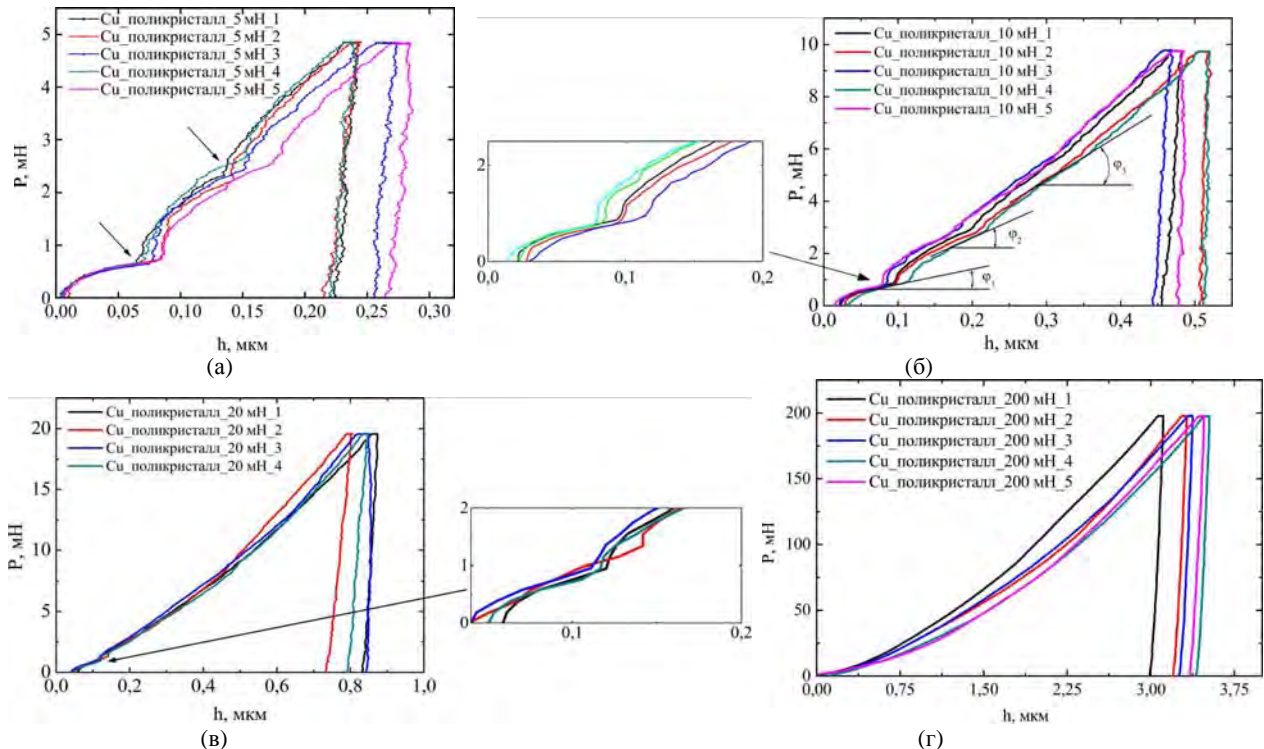 Cu_поликристалл_5 мН_1
Cu_поликристалл_5 мН_2
Cu_поликристалл_5 мН_3
Cu_поликристалл_5 мН_4
Cu_поликристалл_5 мН_5
P, мН
5
4
3
2
1
0
0,00 0,05 0,10 0,15 0,20 0,25 0,30
h, мкм
(а)
2
0
0,0 0,1 0,2
Cu_поликристалл_10 мН_1
Cu_поликристалл_10 мН_2
Cu_поликристалл_10 мН_3
Cu_поликристалл_10 мН_4
Cu_поликристалл_10 мН_5
P, мН
10
8
6
4
2
0
φ3
φ2
φ1
0,0 0,1 0,2 0,3 0,4 0,5
h, мкм
(б)
Cu_поликристалл_20 мН_1
Cu_поликристалл_20 мН_2
Cu_поликристалл_20 мН_3
Cu_поликристалл_20 мН_4
P, мН
20
15
10
5
0
0,2 0,4 0,6 0,8 1,0
h, мкм
(в)
2
1
0
0,1 0,2
Cu_поликристалл_200 мН_1
Cu_поликристалл_200 мН_2
Cu_поликристалл_200 мН_3
Cu_поликристалл_200 мН_4
Cu_поликристалл_200 мН_5
P, мН
200
150
100
50
0
0,00 0,75 1,50 2,25 3,00 3,75
h, мкм
(г)